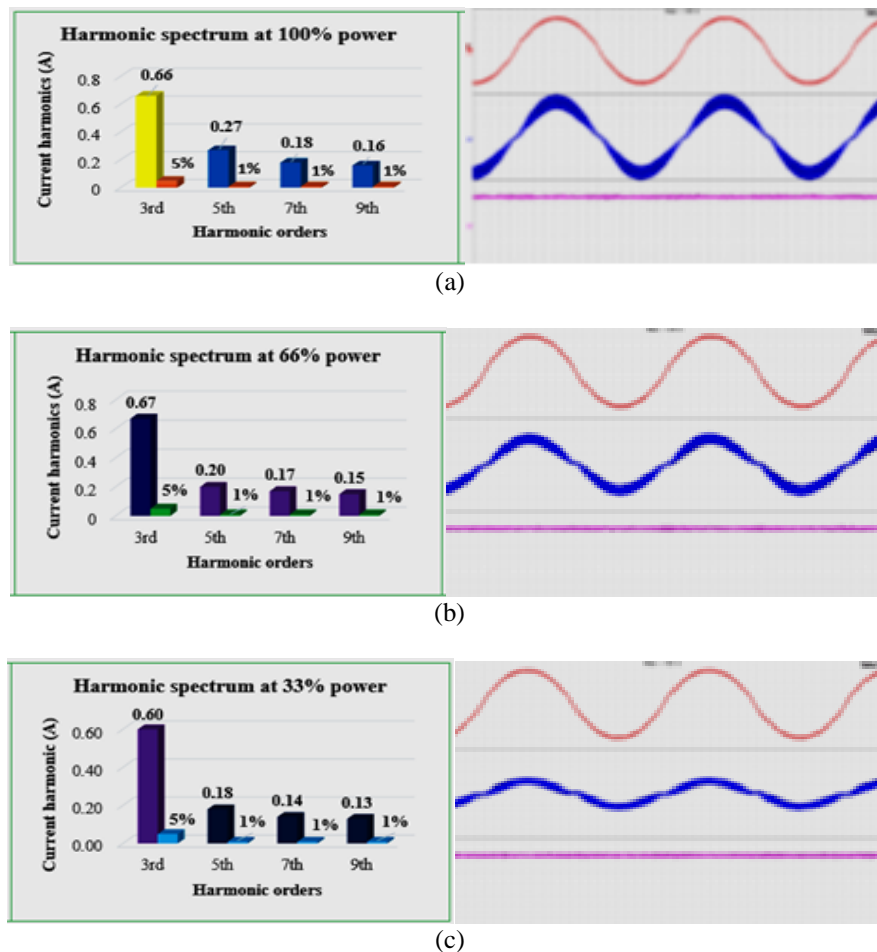 Harmonic spectrum at 100% power
Current harmonics (A)
0.8
0.6
0.4
0.2
0
0.66
5%
0.27
1%
0.18
1%
0.16
1%
3rd
5th
7th
9th
Harmonic orders
(a)
Harmonic spectrum at 66% power
Current harmonics (A)
0.8
0.6
0.4
0.2
0
0.67
5%
0.20
1%
0.17
1%
0.15
1%
3rd
5th
7th
9th
Harmonic orders
(b)
Harmonic spectrum at 33% power
Current harmonic (A)
0.60
0.40
0.20
0.00
0.60
5%
0.18
1%
0.14
1%
0.13
1%
3rd
5th
7th
9th
Harmonic orders
(c)